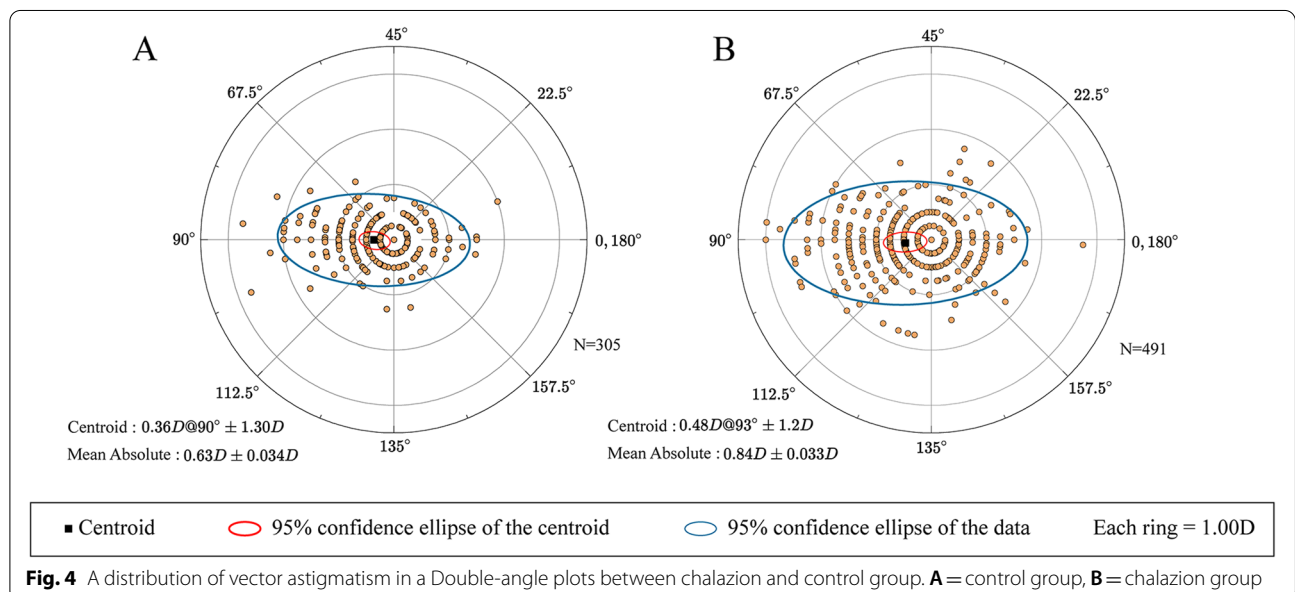 A
45°
67.5°
22.5°
90°
0,180°
N=305
112.5°
157.5°
135°
Centroid : 0.36D@90° ± 1.30D
Mean Absolute : 0.63D ± 0.034D
B
45°
67.5°
22.5°
90°
0,180°
N=491
112.5°
157.5°
135°
Centroid : 0.48D@93° ± 1.2D
Mean Absolute : 0.84D ± 0.033D
Centroid 95% confidence ellipse of the centroid 95% confidence ellipse of the data Each ring = 1.00D
Fig. 4 A distribution of vector astigmatism in a Double-angle plots between chalazion and control group. A = control group, B = chalazion group